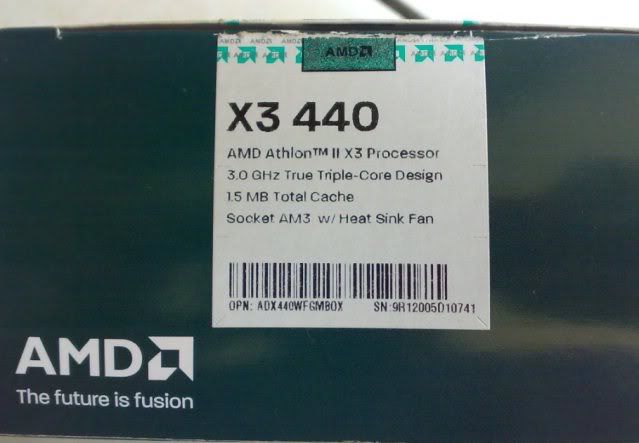 AMD
X3 440
AMD Athlon™ II X3 Processor
3.0 GHz True Triple-Core Design
1.5 MB Total Cache
Socket AM3 w/ Heat Sink Fan
OPN: ADX440WFGMBOX SN:9R12005D10741
AMD
The future is fusion